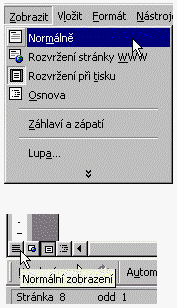 Zobrazit Vložit Formát Nástroj
Normálně
Rozvržení stránky WWW
Rozvržení při tisku
Osnova
Záhlaví a zápatí
Lupa...
Autom
Normální zobrazení
Stránka 8 odd 1